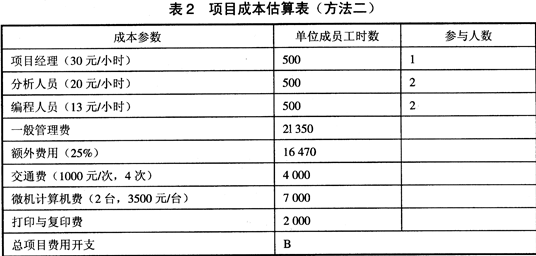 表2 项目成本估算表（方法二）
成本参数 单位成员工时数 参与人数
项目经理（30元/小时） 500 1
分析人员（20元/小时） 500 2
编程人员（13元/小时） 500 2
一般管理费 21 350
额外费用（25%） 16 470
交通费（1000元/次，4次） 4 000
微机计算机费（2台，3500元/台） 7 000
打印与复印费 2 000
总项目费用开支 B